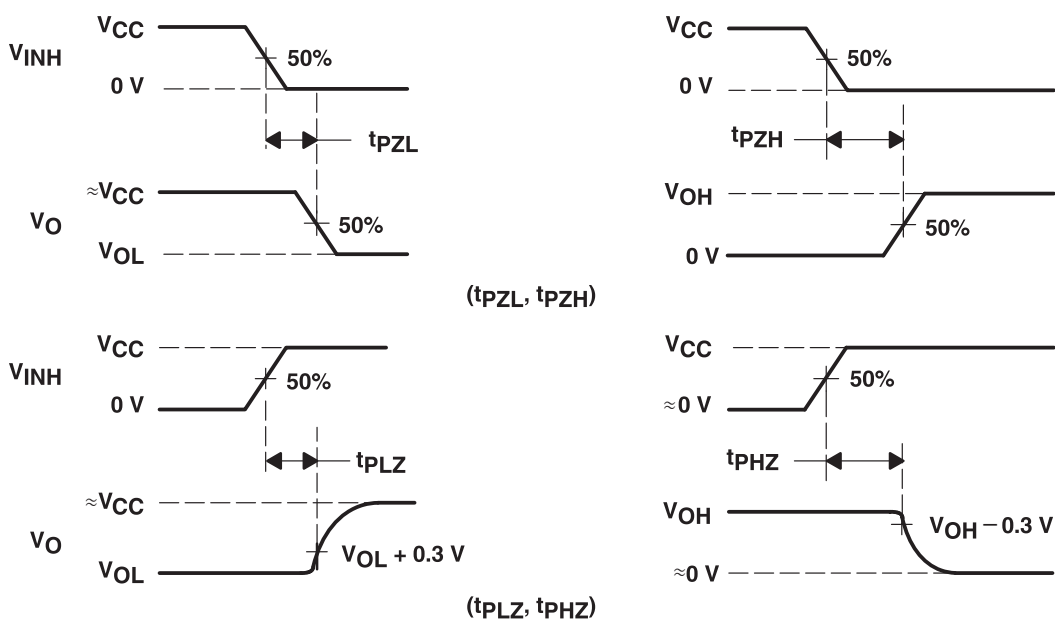 VCC
VINH
50%
0 V
tPZL
≈VCC
VO
50%
VOL
VCC
50%
0 V
tPZH
VOH
50%
0 V
(tPZL, tPZH)
VCC
VINH
50%
0 V
tPLZ
≈VCC
VO
VOL + 0.3 V
VOL
VCC
50%
≈0 V
tPHZ
VOH
VOH – 0.3 V
≈0 V
(tPLZ, tPHZ)